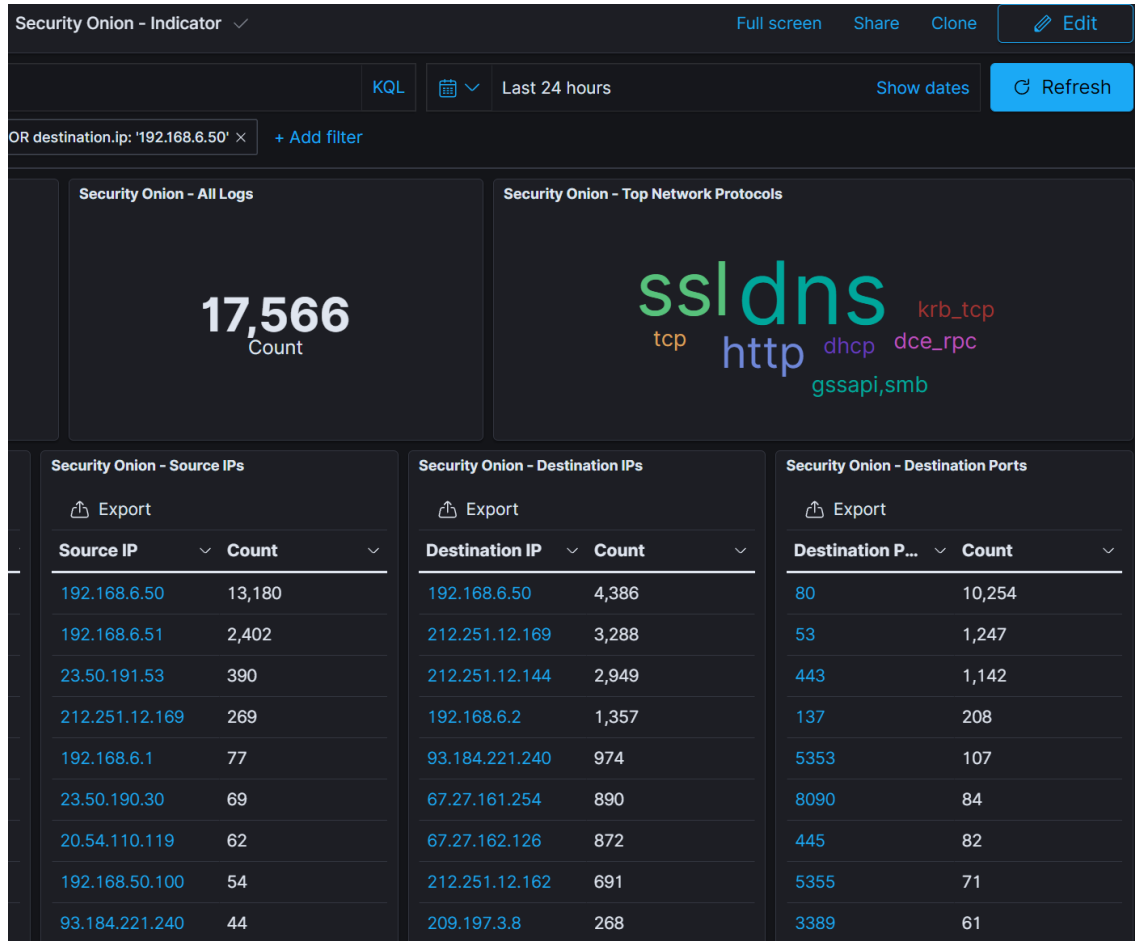 Security Onion - Indicator
Full screen Share Clone Edit
KQL Last 24 hours Show dates Refresh
OR destination.ip: '192.168.6.50' × + Add filter
Security Onion - All Logs
17,566
Count
Security Onion - Top Network Protocols
ssl dns krb_tcp
tcp http dhcp dce_rpc
gssapi,smb
Security Onion - Source IPs
Export
Source IP Count
192.168.6.50 13,180
192.168.6.51 2,402
23.50.191.53 390
212.251.12.169 269
192.168.6.1 77
23.50.190.30 69
20.54.110.119 62
192.168.50.100 54
93.184.221.240 44
Security Onion - Destination IPs
Export
Destination IP Count
192.168.6.50 4,386
212.251.12.169 3,288
212.251.12.144 2,949
192.168.6.2 1,357
93.184.221.240 974
67.27.161.254 890
67.27.162.126 872
212.251.12.162 691
209.197.3.8 268
Security Onion - Destination Ports
Export
Destination P... Count
80 10,254
53 1,247
443 1,142
137 208
5353 107
8090 84
445 82
5355 71
3389 61